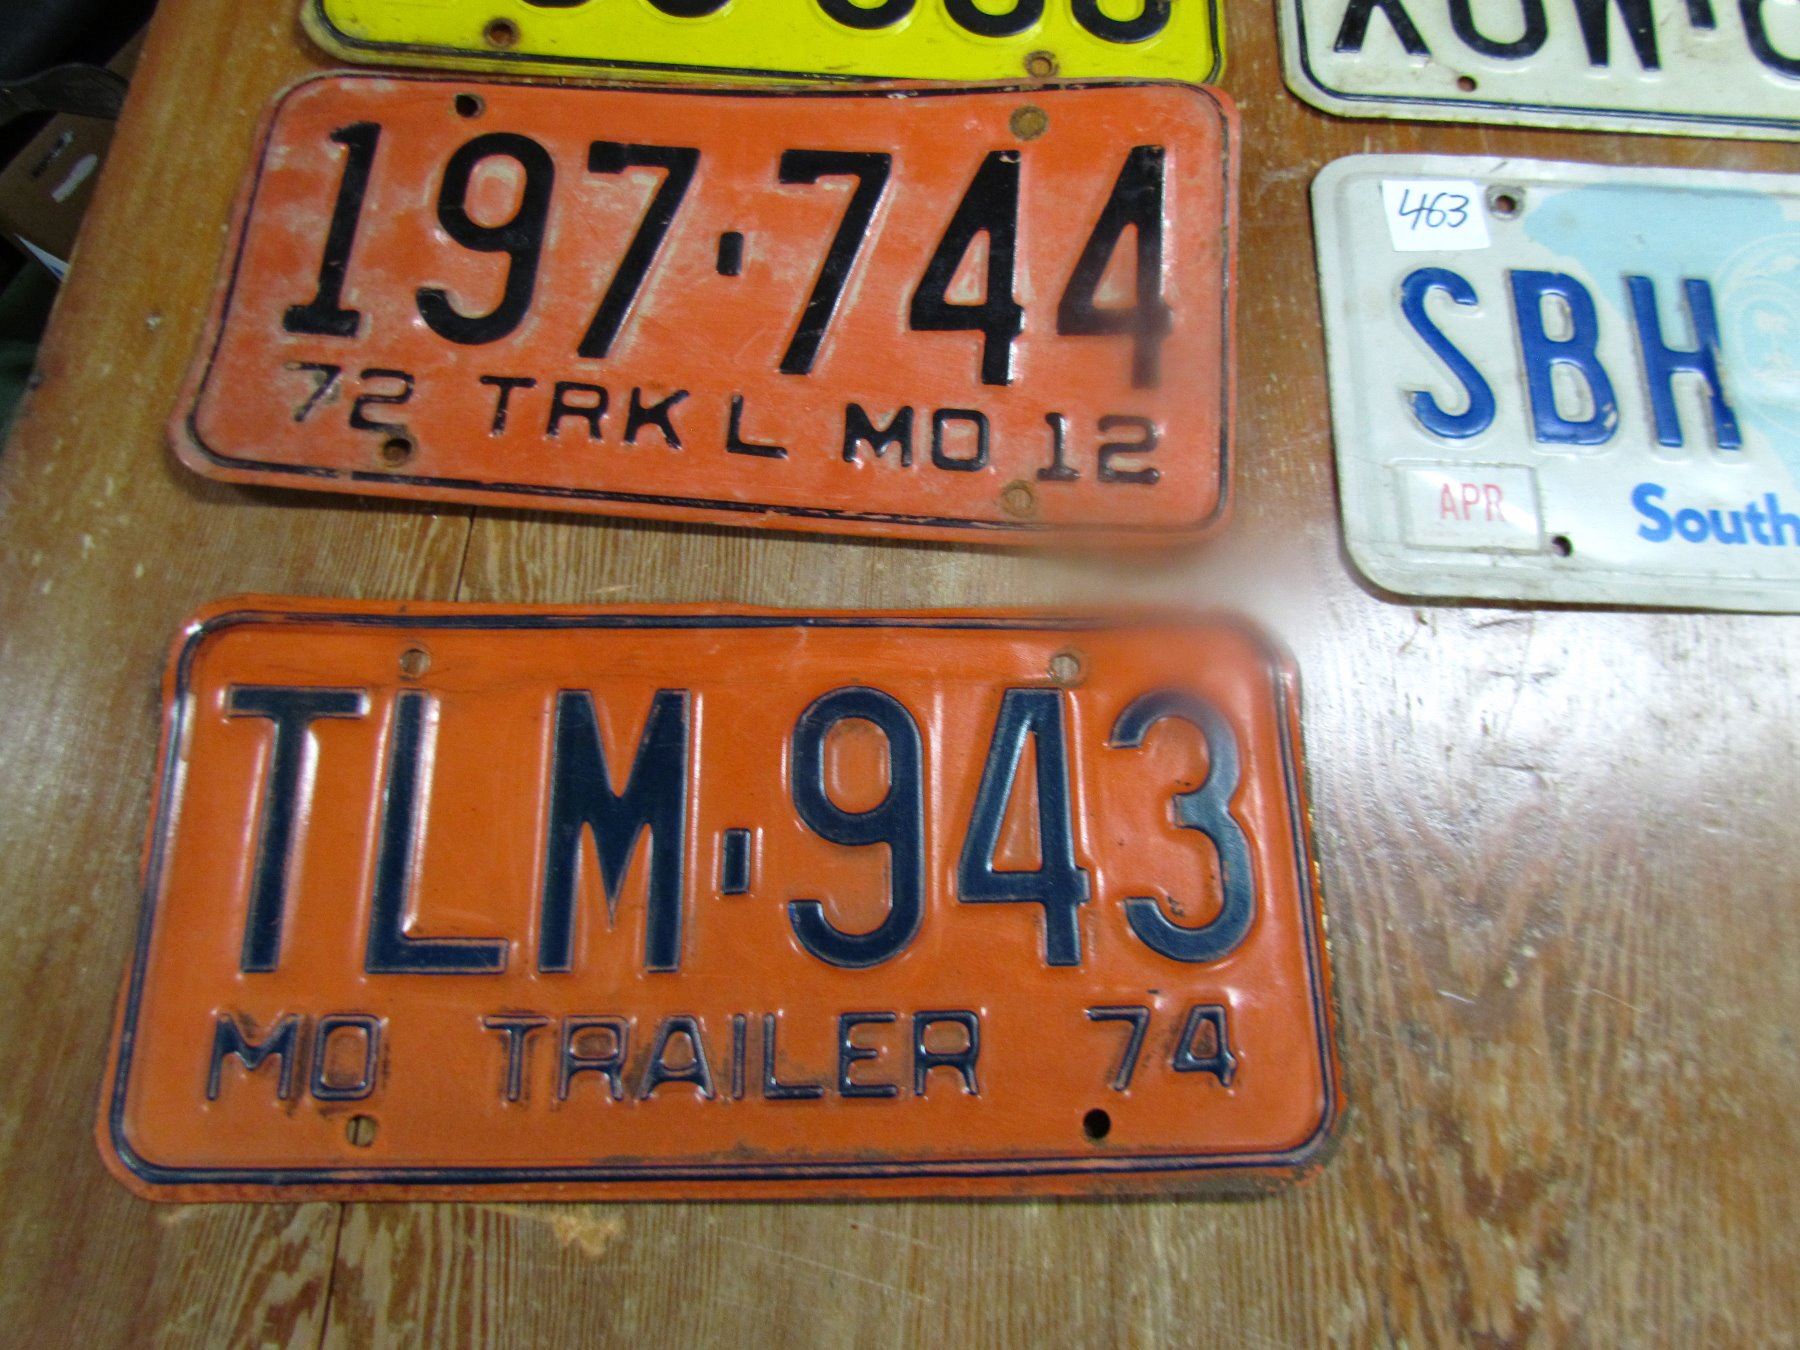 197-744
72 TRK L MO 12
463
SBH
APR
South
TLM-943
MO TRAILER 74